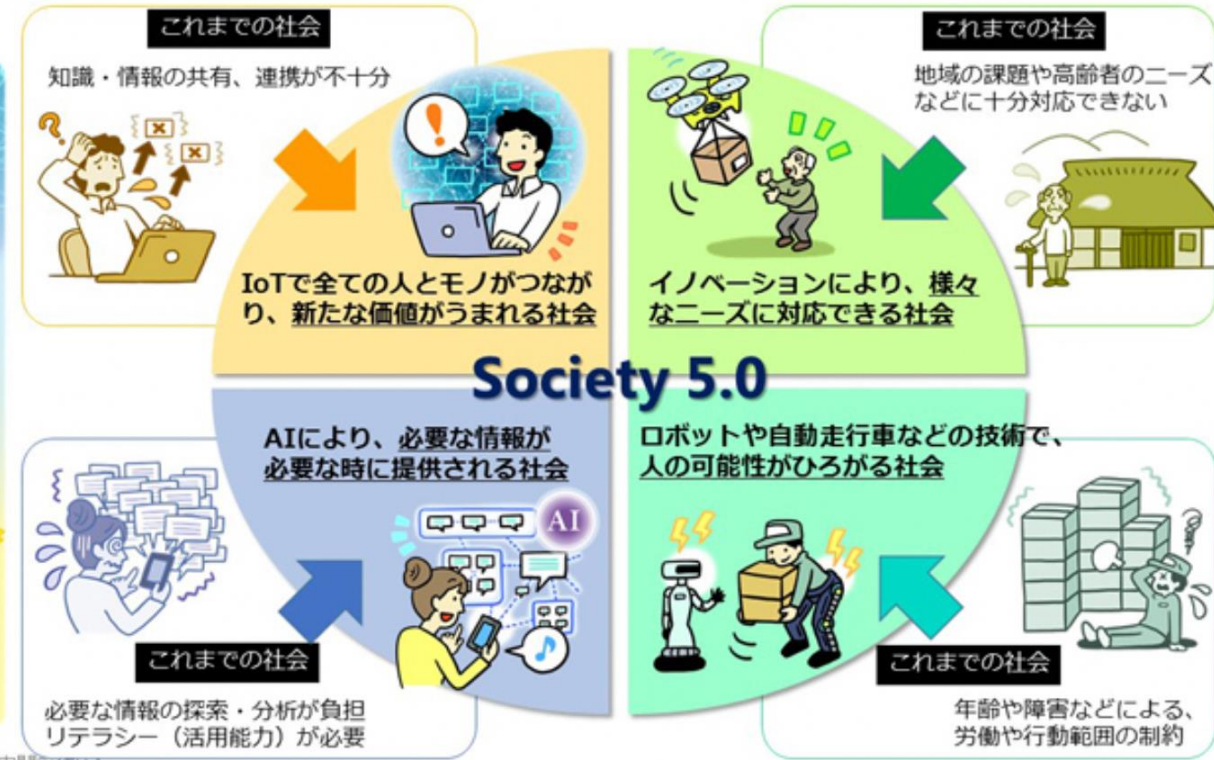 これまでの社会
知識・情報の共有、連携が不十分
IoTで全ての人とモノがつなが
り、新たな価値がうまれる社会
これまでの社会
地域の課題や高齢者のニーズ
などに十分対応できない
イノベーションにより、様々
なニーズに対応できる社会
Society 5.0
AIにより、必要な情報が
必要な時に提供される社会
AI
これまでの社会
必要な情報の探索・分析が負担
リテラシー（活用能力）が必要
ロボットや自動走行車などの技術で、
人の可能性がひろがる社会
これまでの社会
年齢や障害などによる、
労働や行動範囲の制約